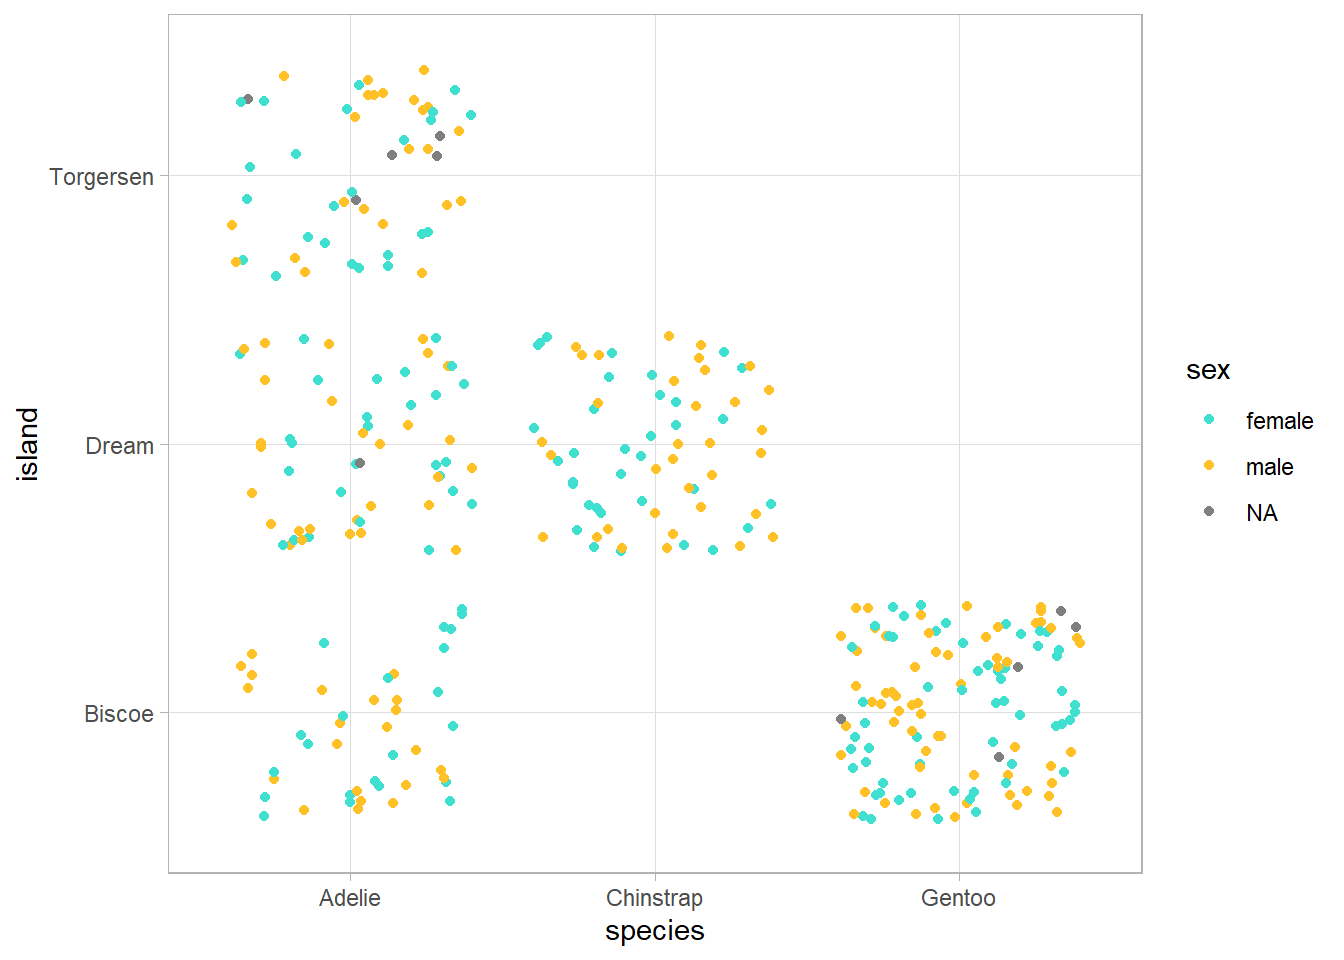 Torgersen
Dream
Biscoe
island
Adelie
Chinstrap
Gentoo
species
sex
female
male
NA